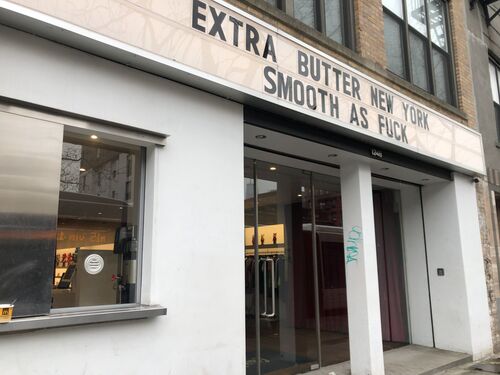 EXTRA BUTTER NEW YORK
SMOOTH AS FUCK